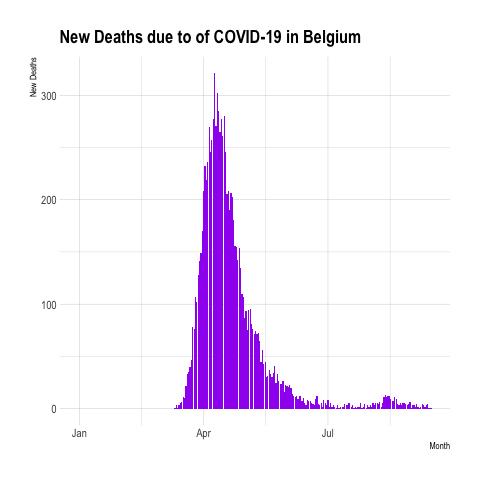 New Deaths due to of COVID-19 in Belgium
New Deaths
300
200
100
0
Jan Apr Jul
Month